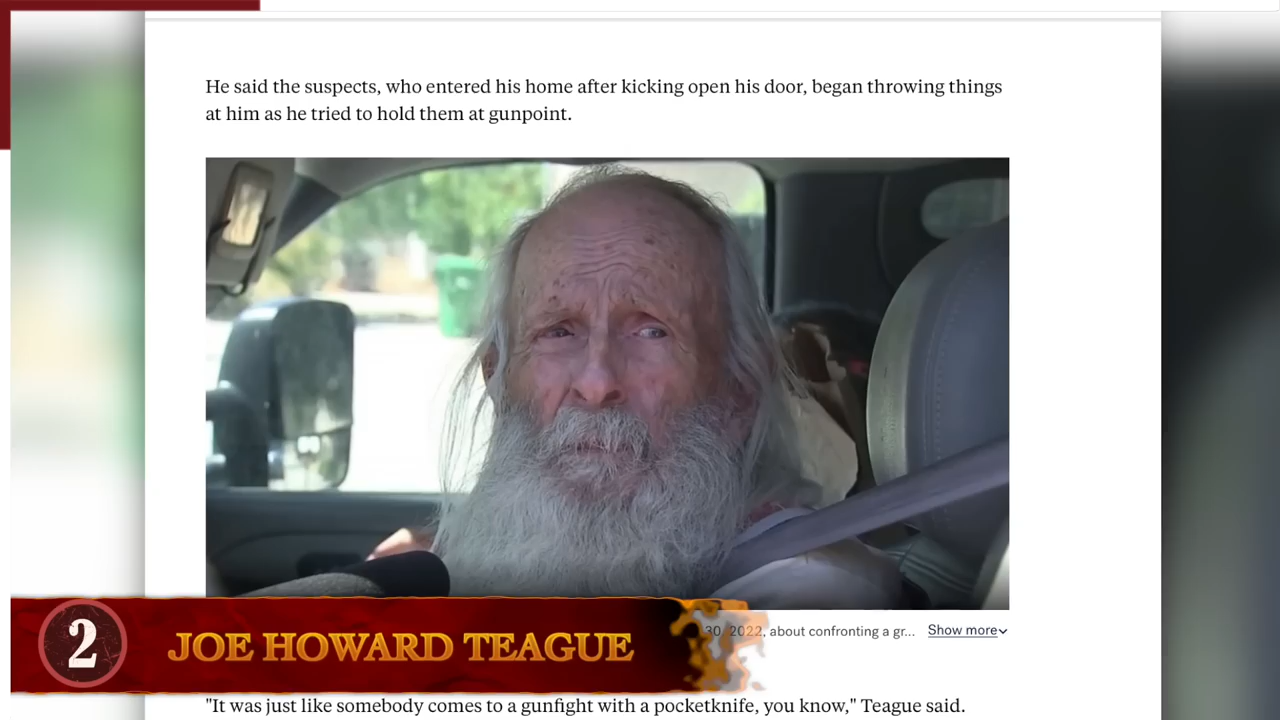 He said the suspects, who entered his home after kicking open his door, began throwing things
at him as he tried to hold them at gunpoint.
30, 2022, about confronting a gr... Show more
2 JOE HOWARD TEAGUE
"It was just like somebody comes to a gunfight with a pocketknife, you know," Teague said.